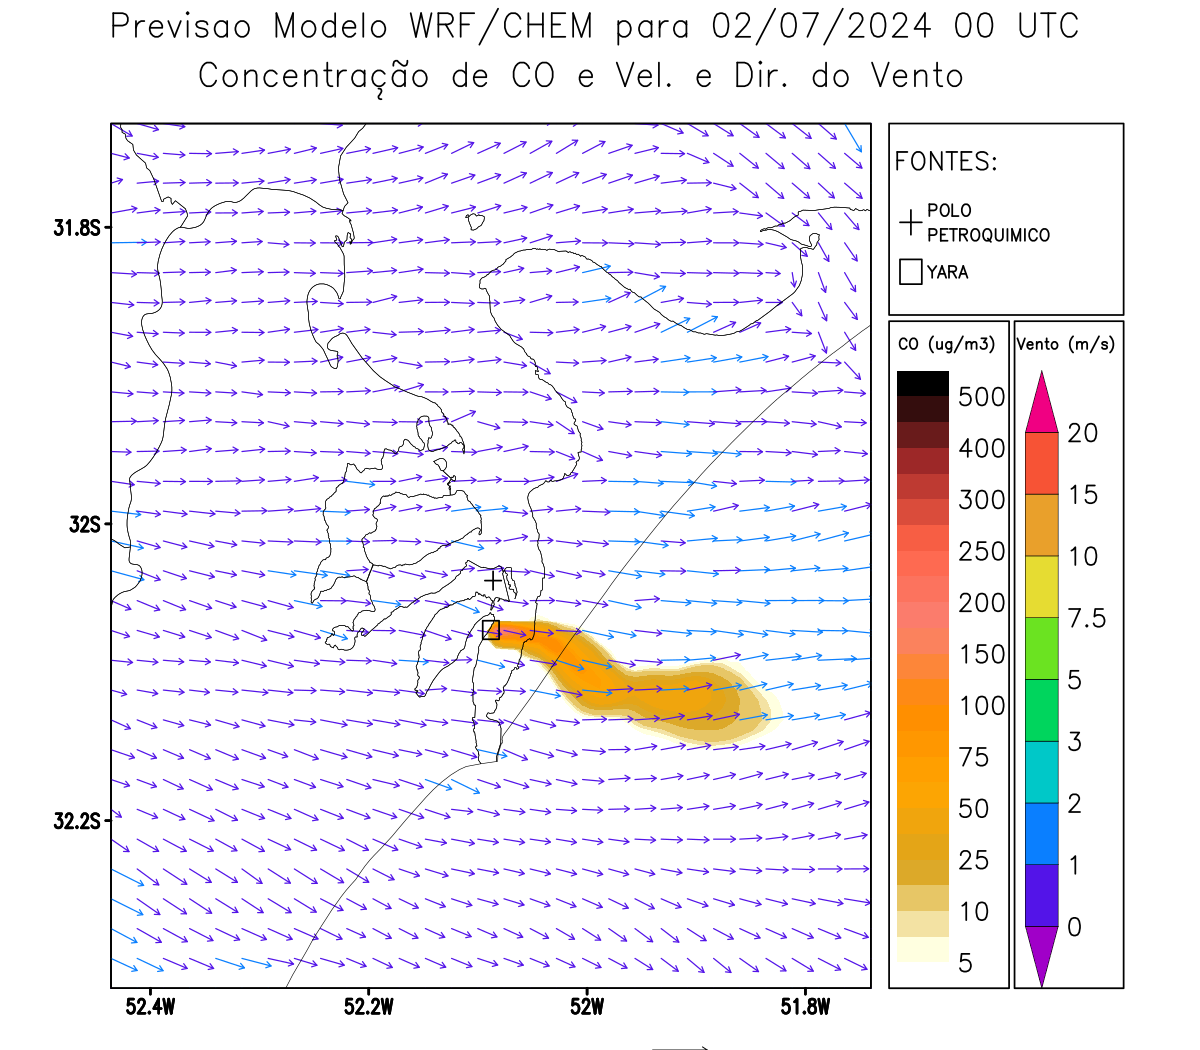 Previsao Modelo WRF/CHEM para 02/07/2024 00 UTC
Concentração de CO e Vel. e Dir. do Vento
FONTES:
POLO
PETROQUIMICO
YARA
31.8S
32S
32.2S
52.4W
52.2W
52W
51.8W
CO (ug/m3)
500
400
300
250
200
150
100
75
50
25
10
5
Vento (m/s)
20
15
10
7.5
5
3
2
1
0